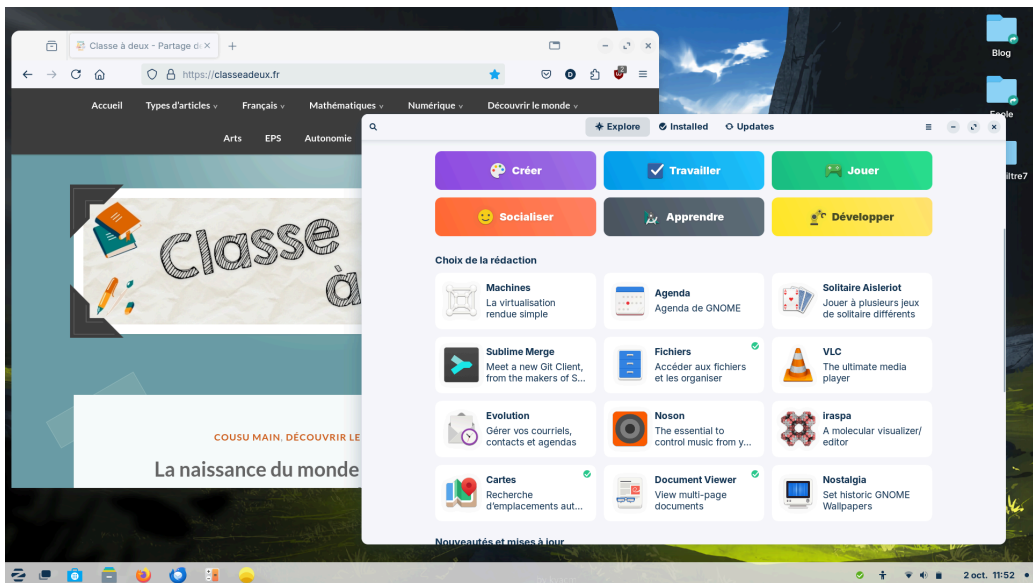 Classe à deux - Partage d
https://classeadeux.fr
Accueil
Types d'articles
Français
Mathématiques
Numérique
Découvrir le monde
Arts
EPS
Autonomie
Classe
à
COUSU MAIN, DÉCOUVRIR LE
La naissance du monde
Explore
Installed
Updates
Créer
Travailler
Jouer
Socialiser
Apprendre
Développer
Choix de la rédaction
Machines
La virtualisation
rendue simple
Agenda
Agenda de GNOME
Solitaire Aisleriot
Jouer à plusieurs jeux
de solitaire différents
Sublime Merge
Meet a new Git Client,
from the makers of S...
Fichiers
Accéder aux fichiers
et les organiser
VLC
The ultimate media
player
Evolution
Gérer vos courriels,
contacts et agendas
Noson
The essential to
control music from y...
iraspa
A molecular visualizer/
editor
Cartes
Recherche
d'emplacements aut...
Document Viewer
View multi-page
documents
Nostalgia
Set historic GNOME
Wallpapers
Nouveautés et mises à jour
Blog
2 oct. 11:52